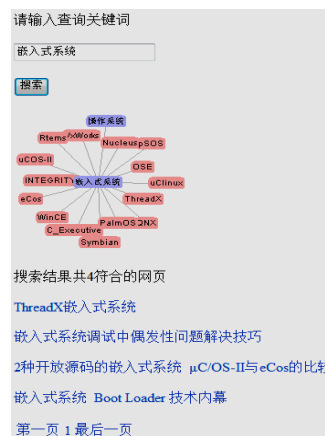 请输入查询关键词
嵌入式系统
搜索
操作系统
Rtems VxWorks Nucleus pSOS
uCOS-II OSE
INTEGRITY 嵌入式系统 uClinux
eCos ThreadX
WinCE PalmOS QNX
C_Executive
Symbian
搜索结果共4符合的网页
ThreadX嵌入式系统
嵌入式系统调试中偶发性问题解决技巧
2种开放源码的嵌入式系统 μC/OS-II与eCos的比较
嵌入式系统 Boot Loader 技术内幕
第一页 1 最后一页